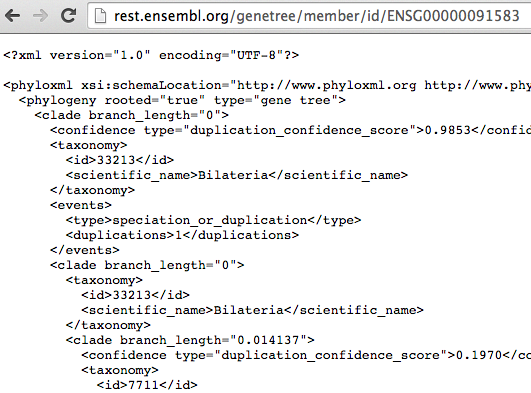 rest.ensembl.org/genetree/member/id/ENSG00000091583
<?xml version="1.0" encoding="UTF-8"?>
<phyloxml xsi:schemaLocation="http://www.phyloxml.org http://www.phy
<phylogeny rooted="true" type="gene tree">
<clade branch_length="0">
<confidence type="duplication_confidence_score">0.9853</confid
<taxonomy>
<id>33213</id>
<scientific_name>Bilateria</scientific_name>
</taxonomy>
<events>
<type>speciation_or_duplication</type>
<duplications>1</duplications>
</events>
<clade branch_length="0">
<taxonomy>
<id>33213</id>
<scientific_name>Bilateria</scientific_name>
</taxonomy>
<clade branch_length="0.014137">
<confidence type="duplication_confidence_score">0.1970</co
<taxonomy>
<id>7711</id>